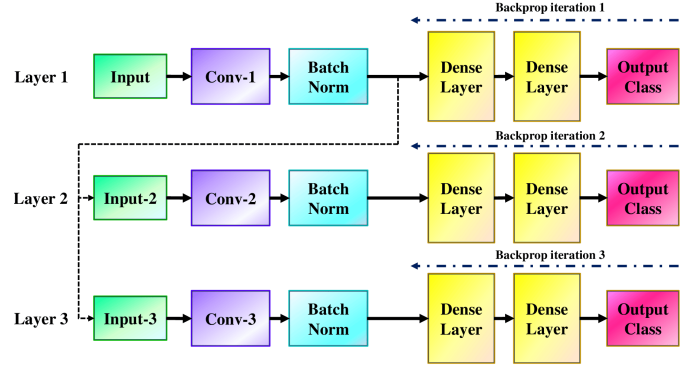 Backprop iteration 1
Layer 1
Input
Conv-1
Batch
Norm
Dense
Layer
Dense
Layer
Output
Class
Backprop iteration 2
Layer 2
Input-2
Conv-2
Batch
Norm
Dense
Layer
Dense
Layer
Output
Class
Backprop iteration 3
Layer 3
Input-3
Conv-3
Batch
Norm
Dense
Layer
Dense
Layer
Output
Class